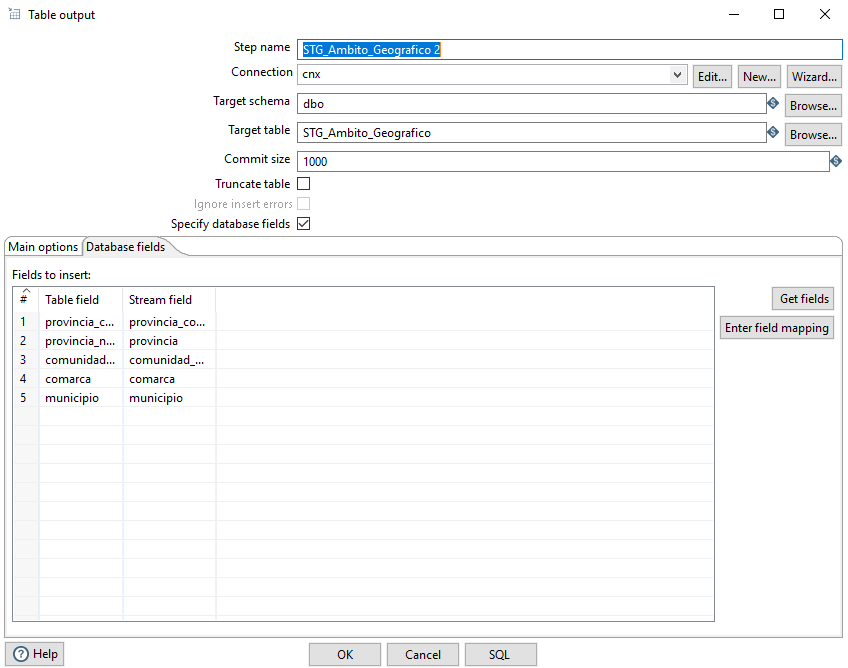 Table output
Step name STG_Ambito_Geografico 2
Connection cnx Edit... New... Wizard...
Target schema dbo Browse...
Target table STG_Ambito_Geografico Browse...
Commit size 1000
Truncate table
Ignore insert errors
Specify database fields
Main options Database fields
Fields to insert:
# Table field Stream field
1 provincia_c... provincia_co...
2 provincia_n... provincia
3 comunidad... comunidad_...
4 comarca comarca
5 municipio municipio
Get fields
Enter field mapping
Help OK Cancel SQL